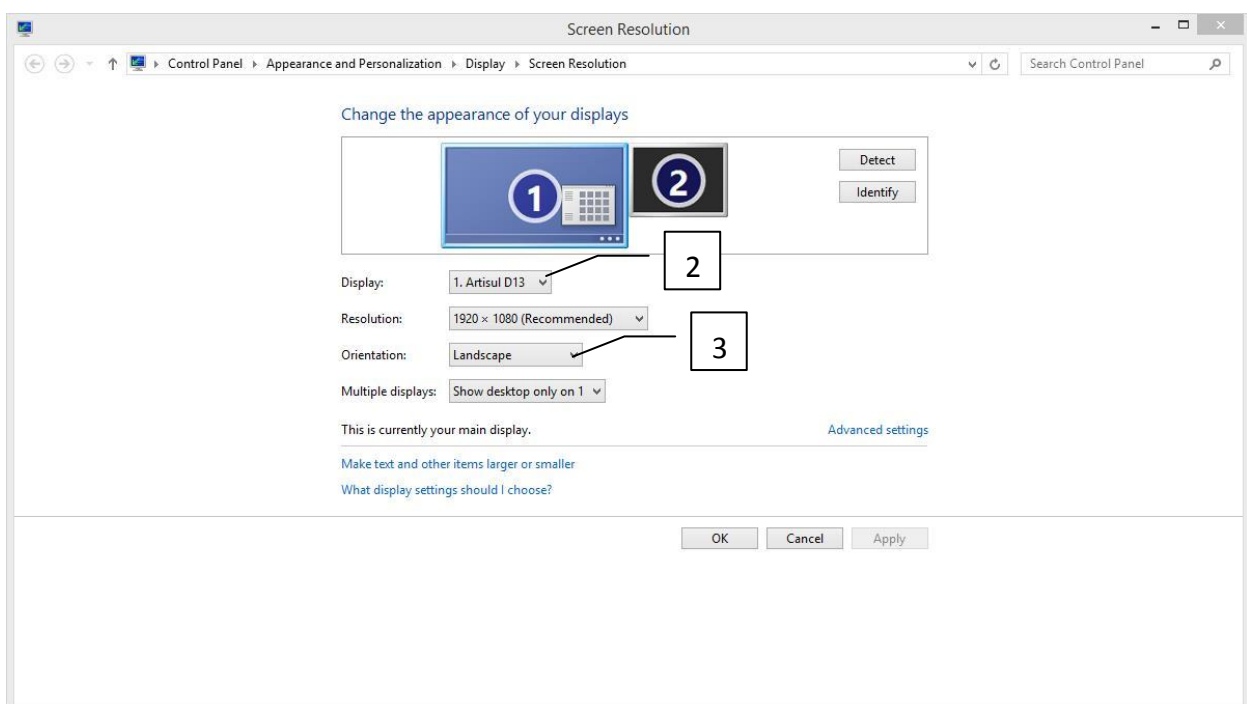 Screen Resolution
Control Panel Appearance and Personalization Display Screen Resolution
Search Control Panel
Change the appearance of your displays
1
2
Detect
Identify
2
Display: 1. Artisul D13
Resolution: 1920 × 1080 (Recommended)
3
Orientation: Landscape
Multiple displays: Show desktop only on 1
This is currently your main display.
Advanced settings
Make text and other items larger or smaller
What display settings should I choose?
OK Cancel Apply